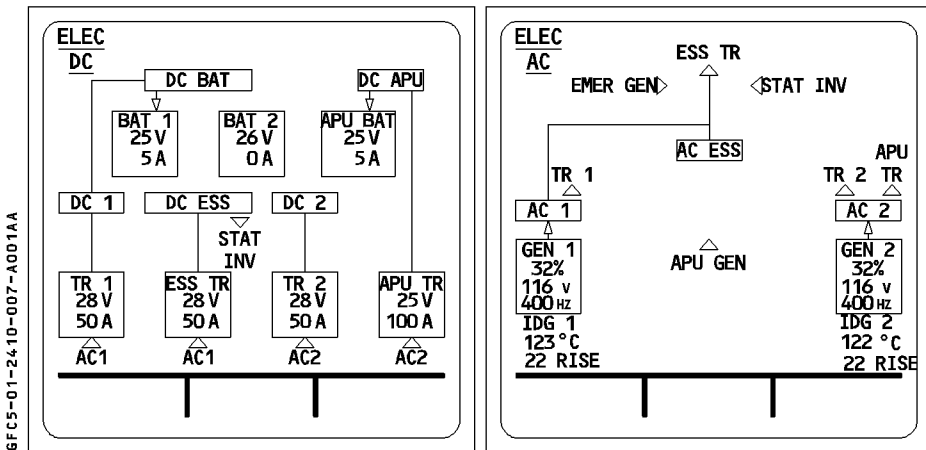 GFC5-01-2410-007-A001AA
ELEC
DC
DC BAT
DC APU
BAT 1
25 V
5 A
BAT 2
26 V
0 A
APU BAT
25 V
5 A
DC 1
DC ESS
DC 2
STAT
INV
TR 1
28 V
50 A
ESS TR
28 V
50 A
TR 2
28 V
50 A
APU TR
25 V
100 A
AC1
AC1
AC2
AC2
ELEC
AC
ESS TR
EMER GEN
STAT INV
AC ESS
TR 1
TR 2
APU
TR
AC 1
AC 2
GEN 1
32%
116 V
400 HZ
APU GEN
GEN 2
32%
116 V
400 HZ
IDG 1
123 °C
22 RISE
IDG 2
122 °C
22 RISE